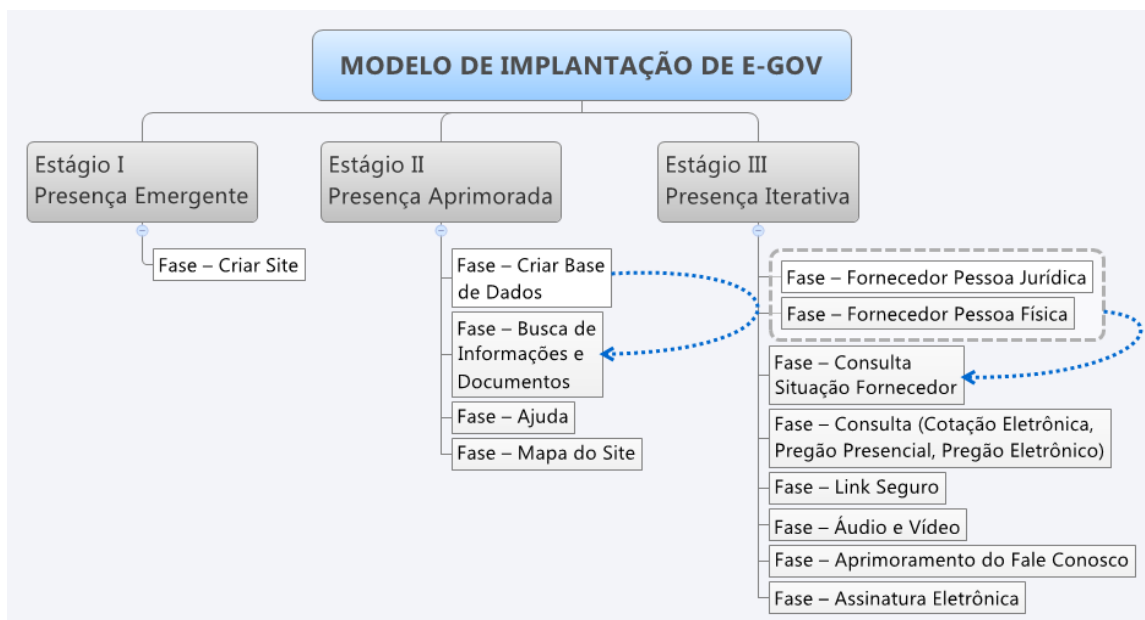 MODELO DE IMPLANTAÇÃO DE E-GOV
Estágio I
Presença Emergente
Fase – Criar Site
Estágio II
Presença Aprimorada
Fase – Criar Base
de Dados
Fase – Busca de
Informações e
Documentos
Fase – Ajuda
Fase – Mapa do Site
Estágio III
Presença Iterativa
Fase – Fornecedor Pessoa Jurídica
Fase – Fornecedor Pessoa Física
Fase – Consulta
Situação Fornecedor
Fase – Consulta (Cotação Eletrônica,
Pregão Presencial, Pregão Eletrônico)
Fase – Link Seguro
Fase – Áudio e Vídeo
Fase – Aprimoramento do Fale Conosco
Fase – Assinatura Eletrônica